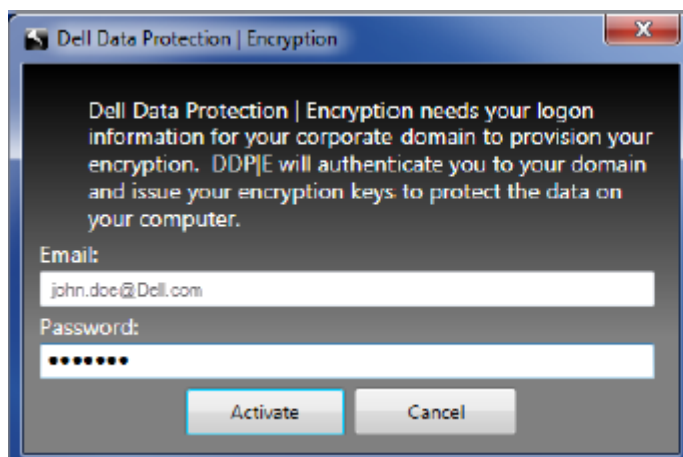 Dell Data Protection | Encryption
Dell Data Protection | Encryption needs your logon
information for your corporate domain to provision your
encryption. DDP|E will authenticate you to your domain
and issue your encryption keys to protect the data on
your computer.
Email:
john.doe@Dell.com
Password:
•••••••
Activate Cancel